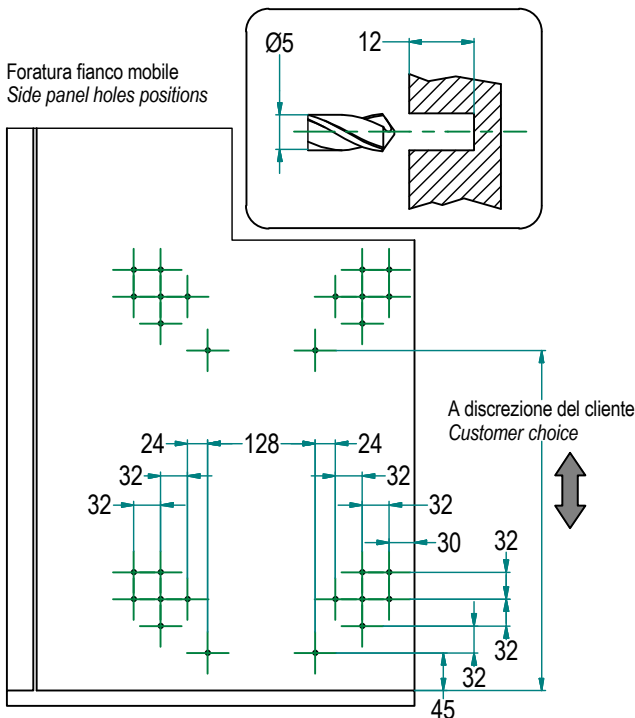 Ø5
12
Foratura fianco mobile
Side panel holes positions
A discrezione del cliente
Customer choice
24
128
24
32
32
32
32
30
32
32
32
45